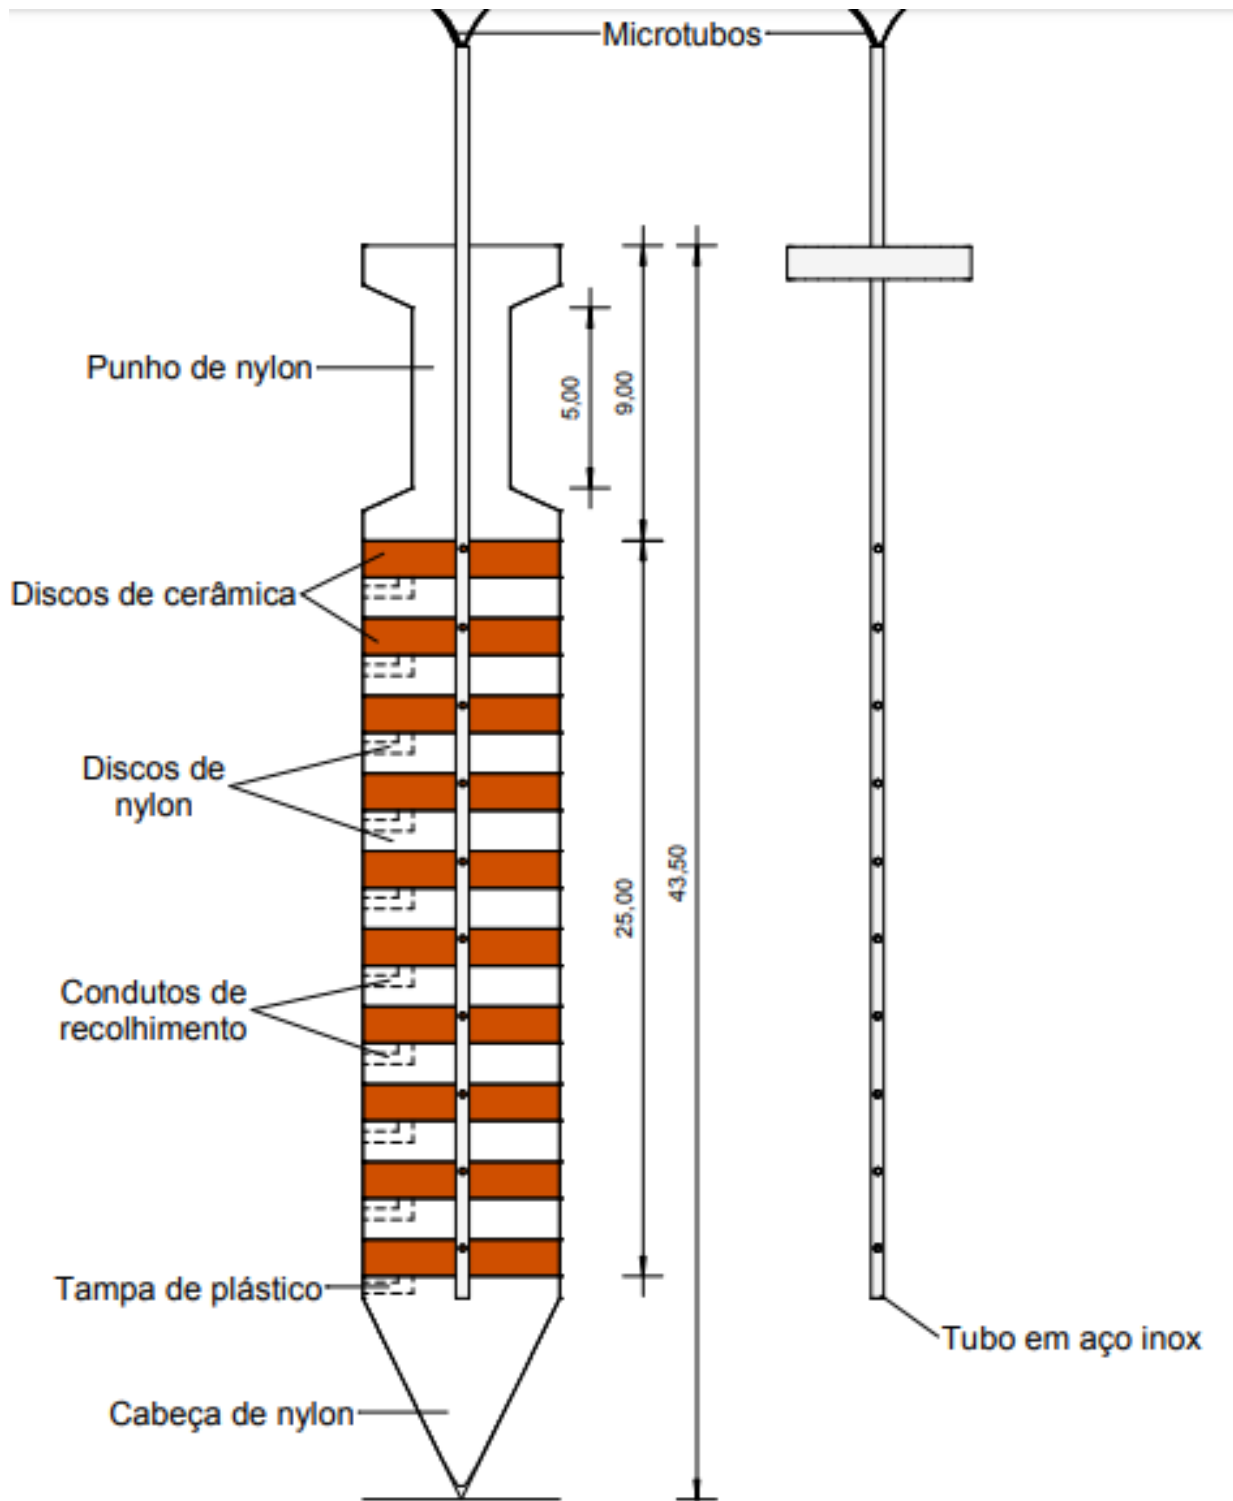 Microtubos
Punho de nylon
5,00
9,00
Discos de cerâmica
Discos de
nylon
43,50
25,00
Condutos de
recolhimento
Tampa de plástico
Tubo em aço inox
Cabeça de nylon